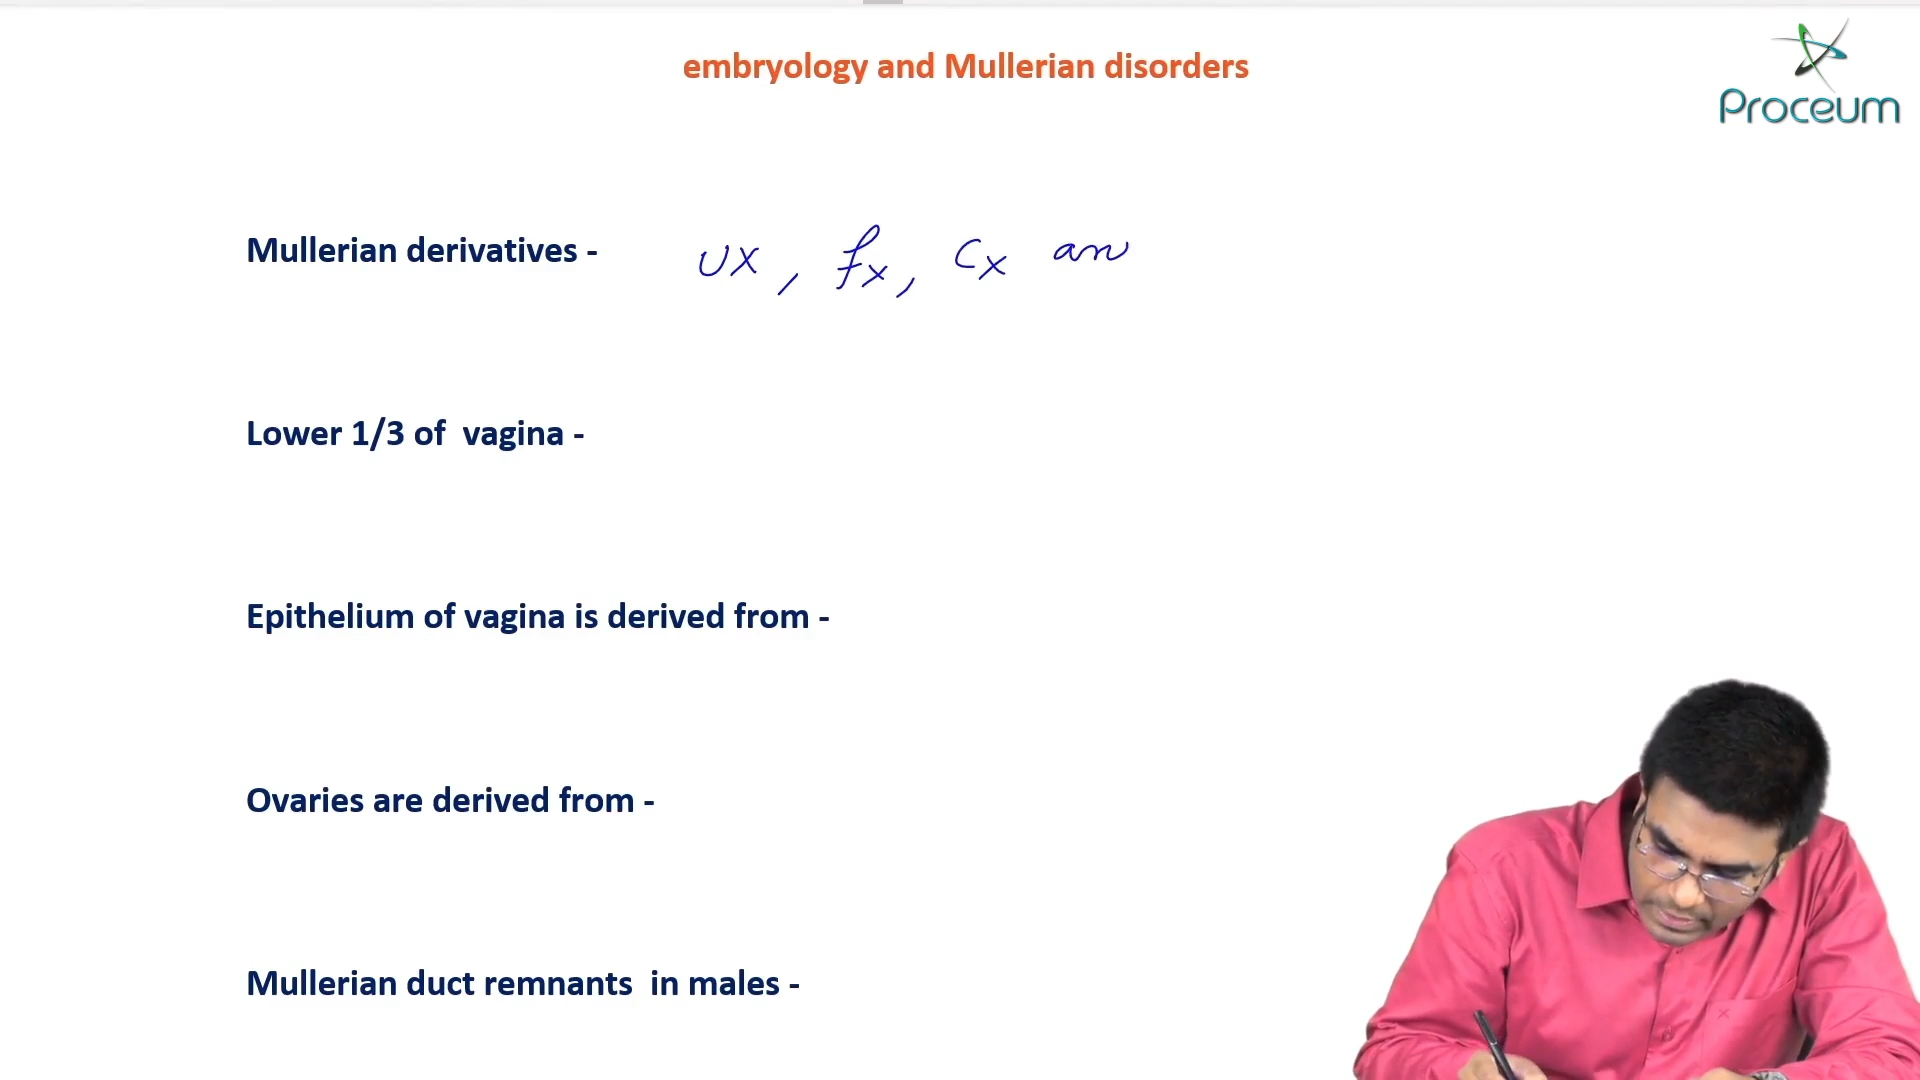 embryology and Mullerian disorders
Proceum
Mullerian derivatives - UX, fx, Cx an
Lower 1/3 of vagina -
Epithelium of vagina is derived from -
Ovaries are derived from -
Mullerian duct remnants in males -